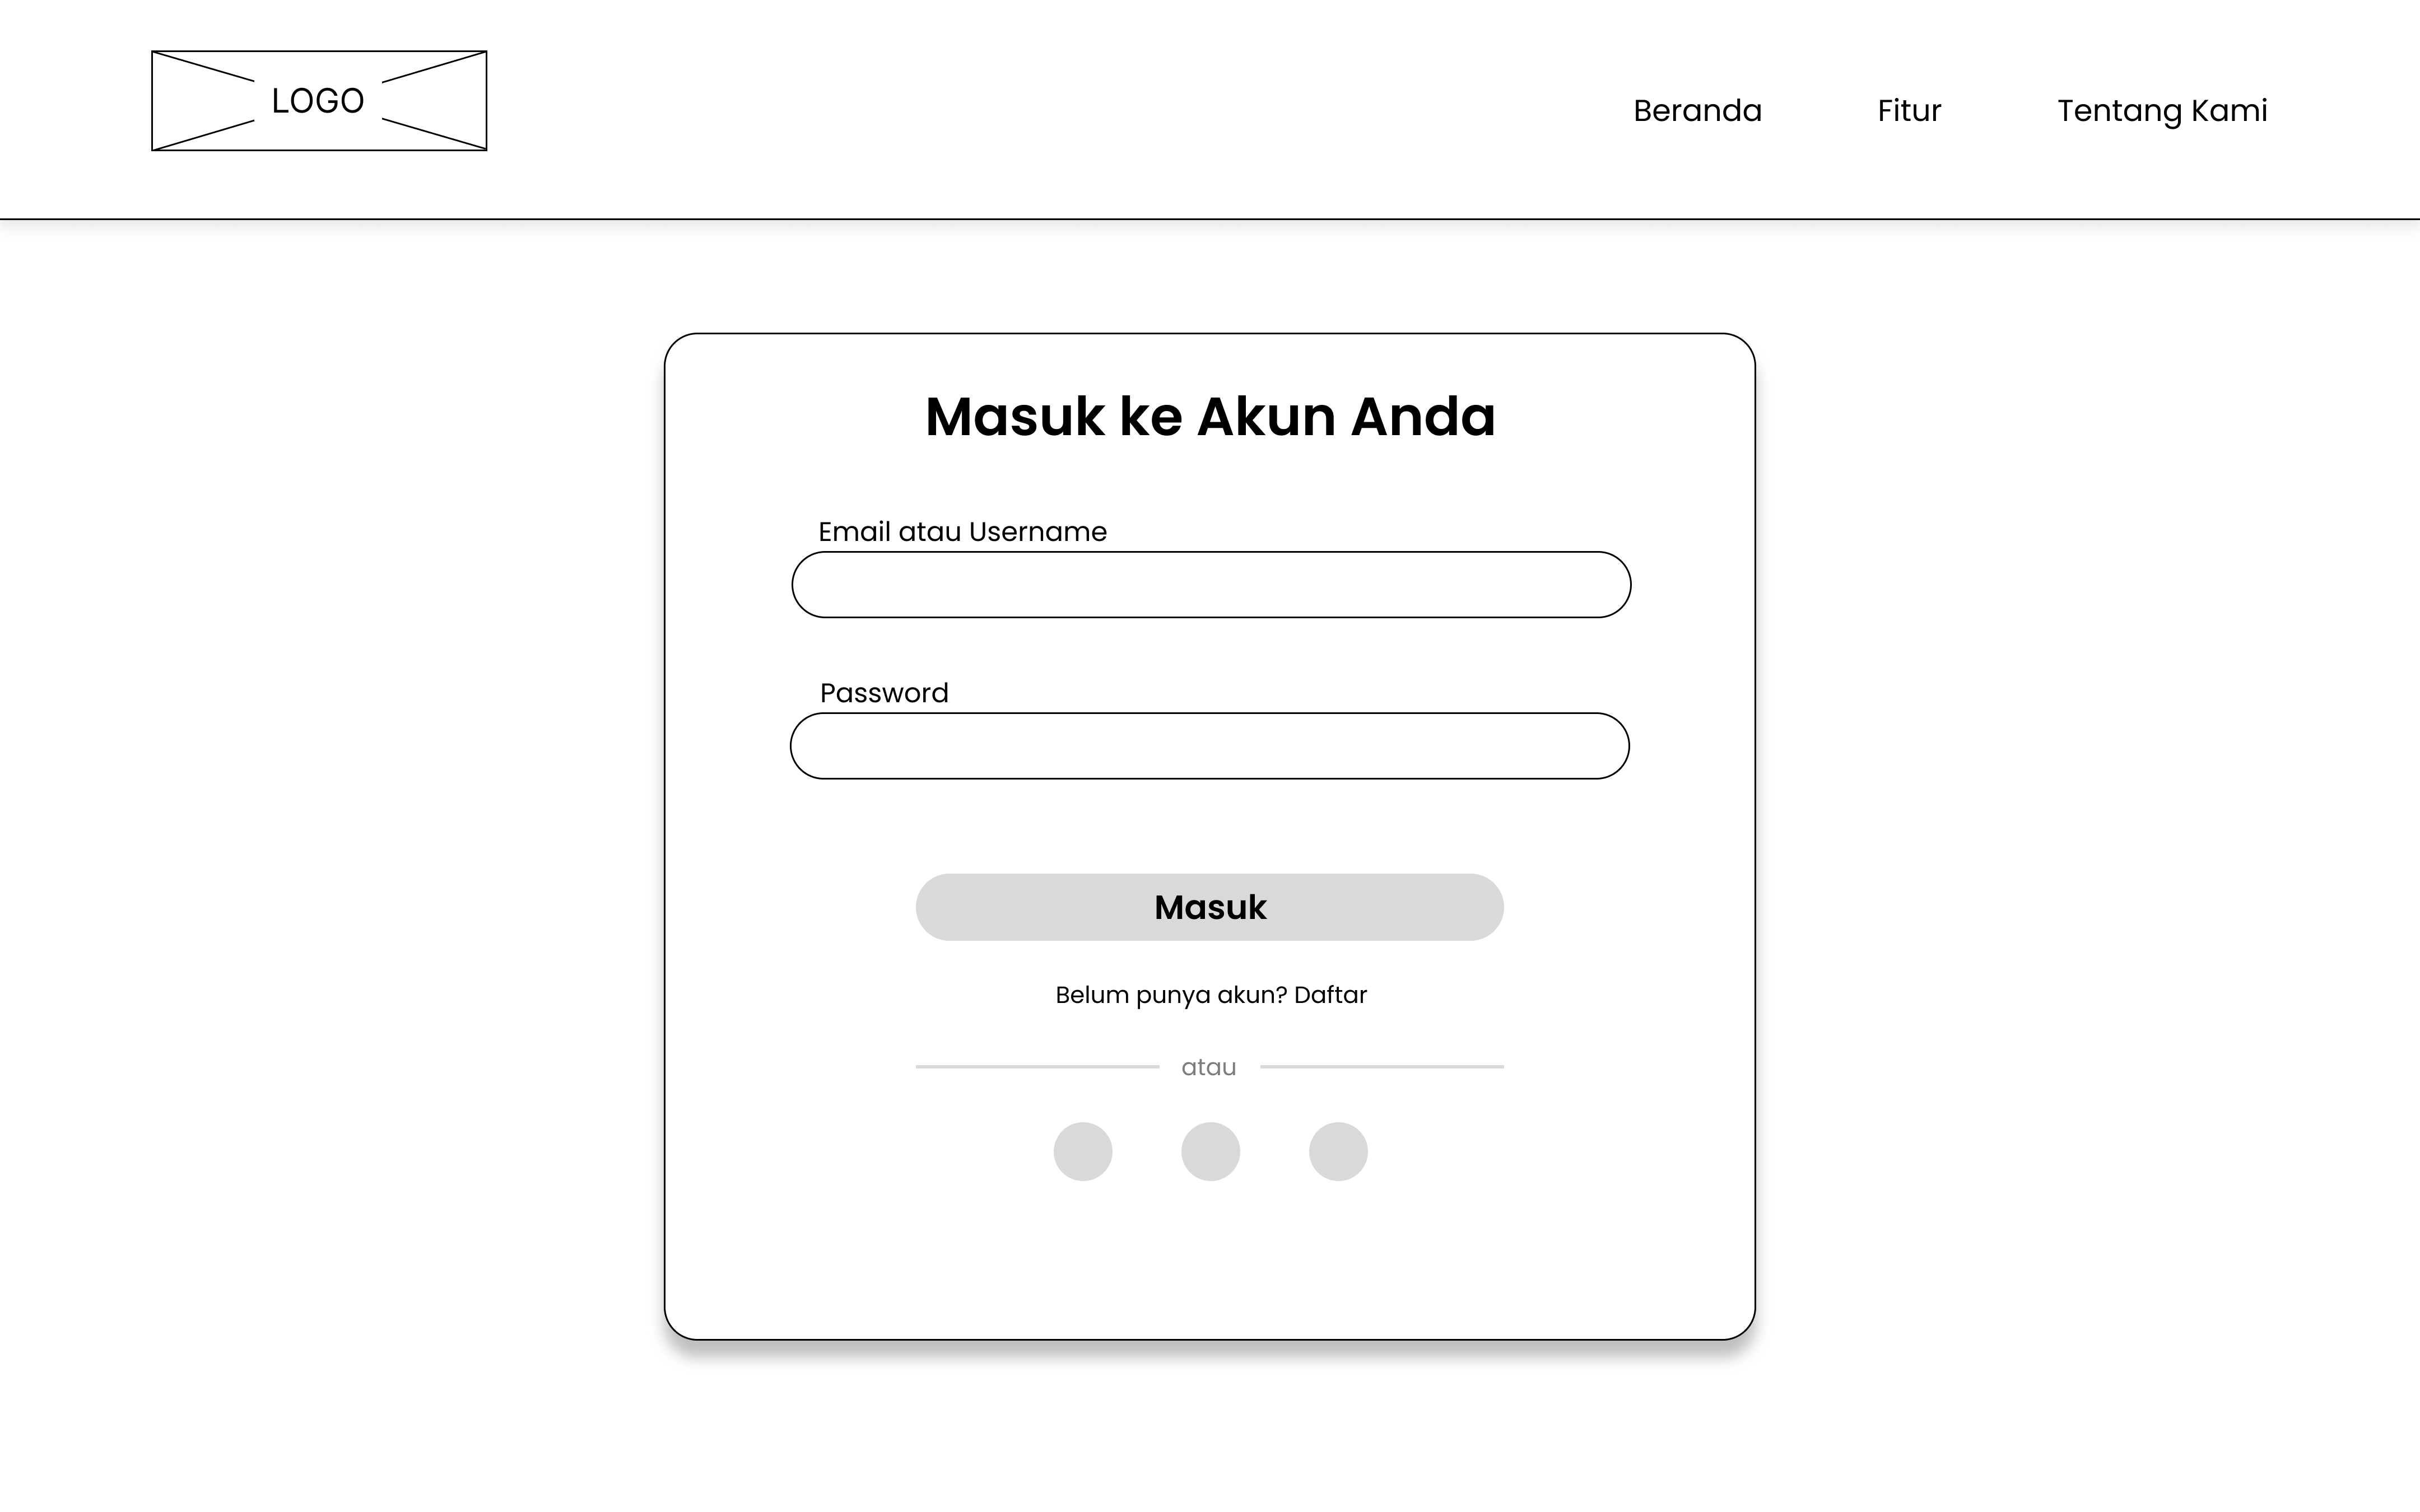 LOGO
Beranda Fitur Tentang Kami
Masuk ke Akun Anda
Email atau Username
Password
Masuk
Belum punya akun? Daftar
atau